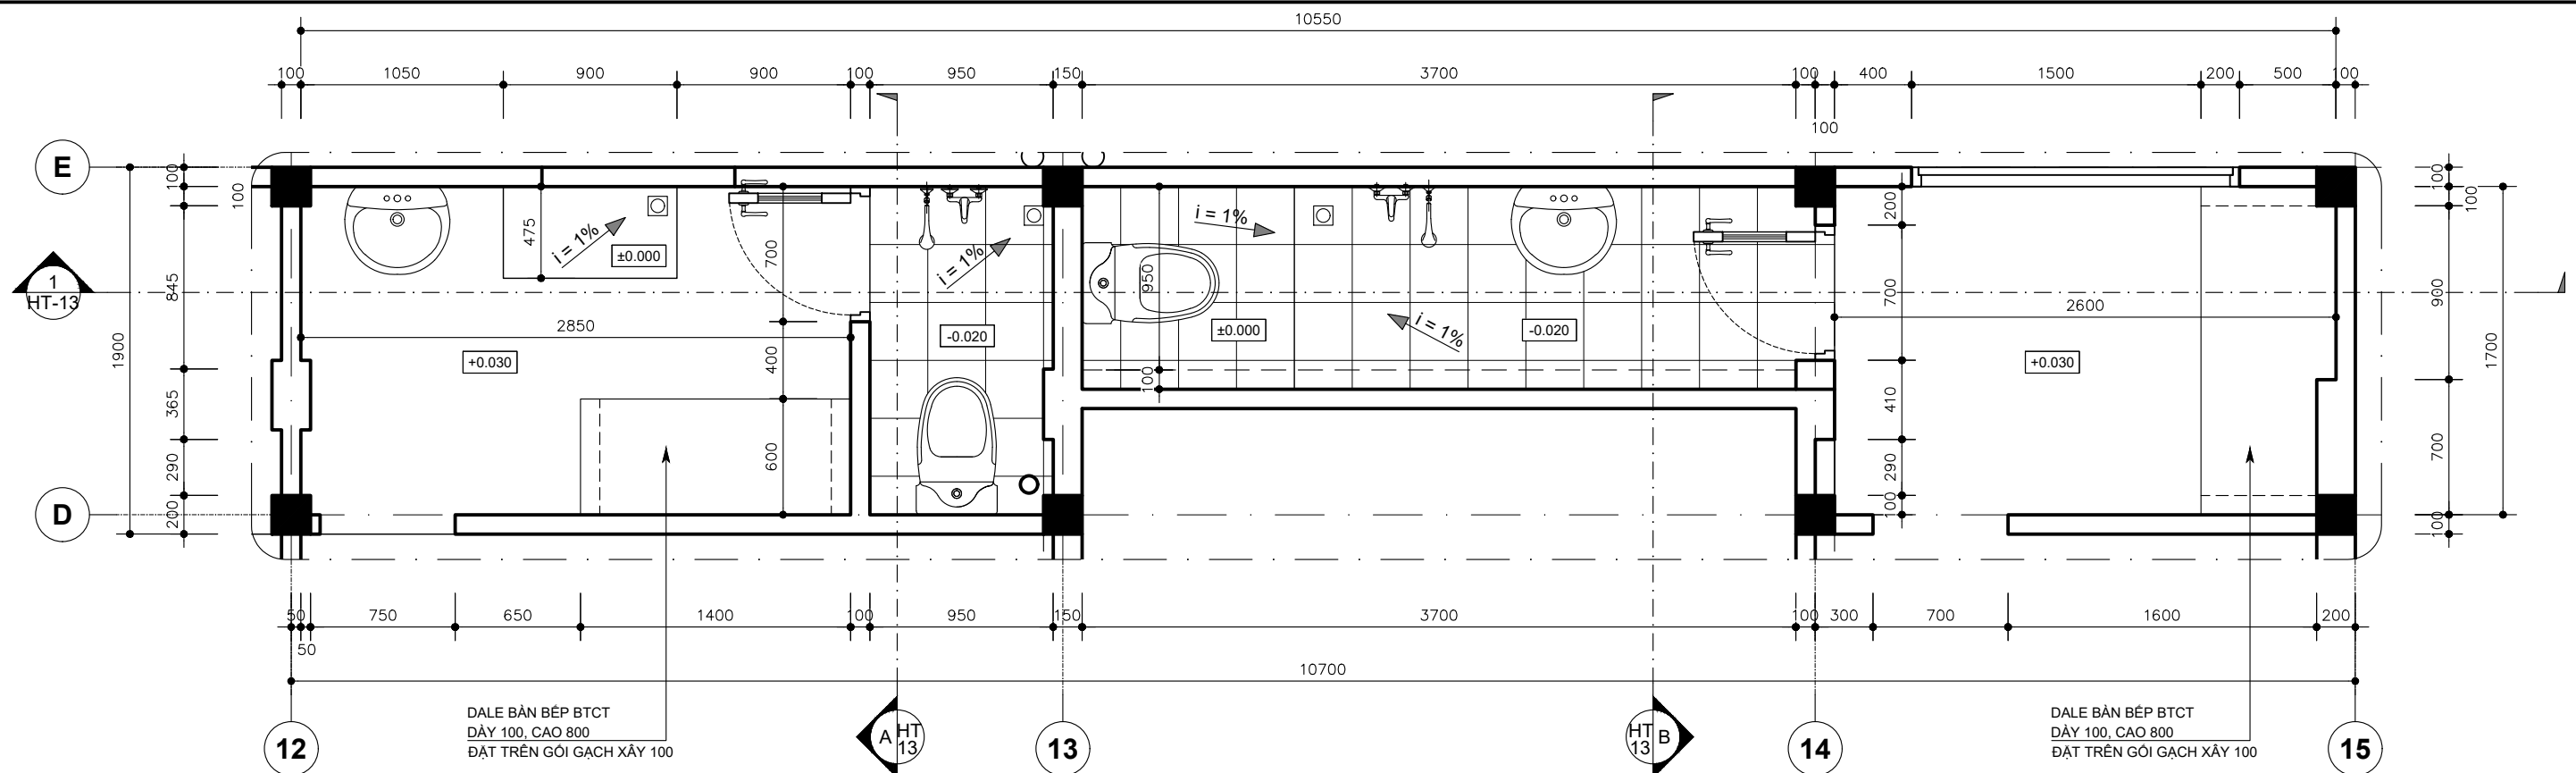 10550
100 1050 900 900 100 950 150 3700 100 400 1500 200 500 100
100
E
100
100
845
1900
365
290
200
D
1
HT-13
475
i = 1%
±0.000
700
i = 1%
2850
+0.030
400
600
-0.020
950
i = 1%
±0.000
i = 1%
-0.020
100
200
700
410
290
100
2600
+0.030
100
100
900
1700
700
100
50 750 650 1400 100 950 150 3700 100 300 700 1600 200
50
10700
DALE BÀN BẾP BTCT
DÀY 100, CAO 800
ĐẶT TRÊN GỐI GẠCH XÂY 100
DALE BÀN BẾP BTCT
DÀY 100, CAO 800
ĐẶT TRÊN GỐI GẠCH XÂY 100
12
A HT
13
13
HT B
13
14
15